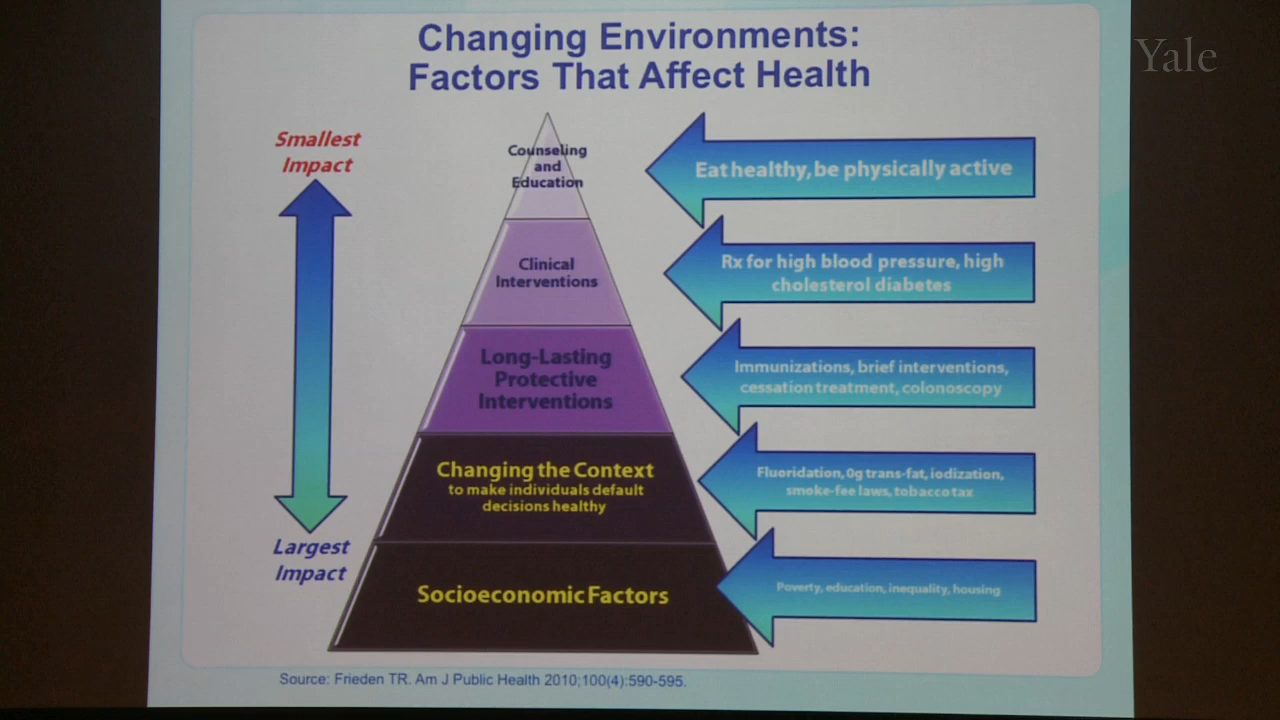 Changing Environments:
Factors That Affect Health
Yale
Smallest
Impact
Counseling
and
Education
Eat healthy, be physically active
Clinical
Interventions
Rx for high blood pressure, high
cholesterol diabetes
Long-Lasting
Protective
Interventions
Immunizations, brief interventions,
cessation treatment, colonoscopy
Changing the Context
to make individuals default
decisions healthy
Fluoridation, 0g trans-fat, iodization,
smoke-fee laws, tobacco tax
Largest
Impact
Socioeconomic Factors
Poverty, education, inequality, housing
Source: Frieden TR. Am J Public Health 2010;100(4):590-595.